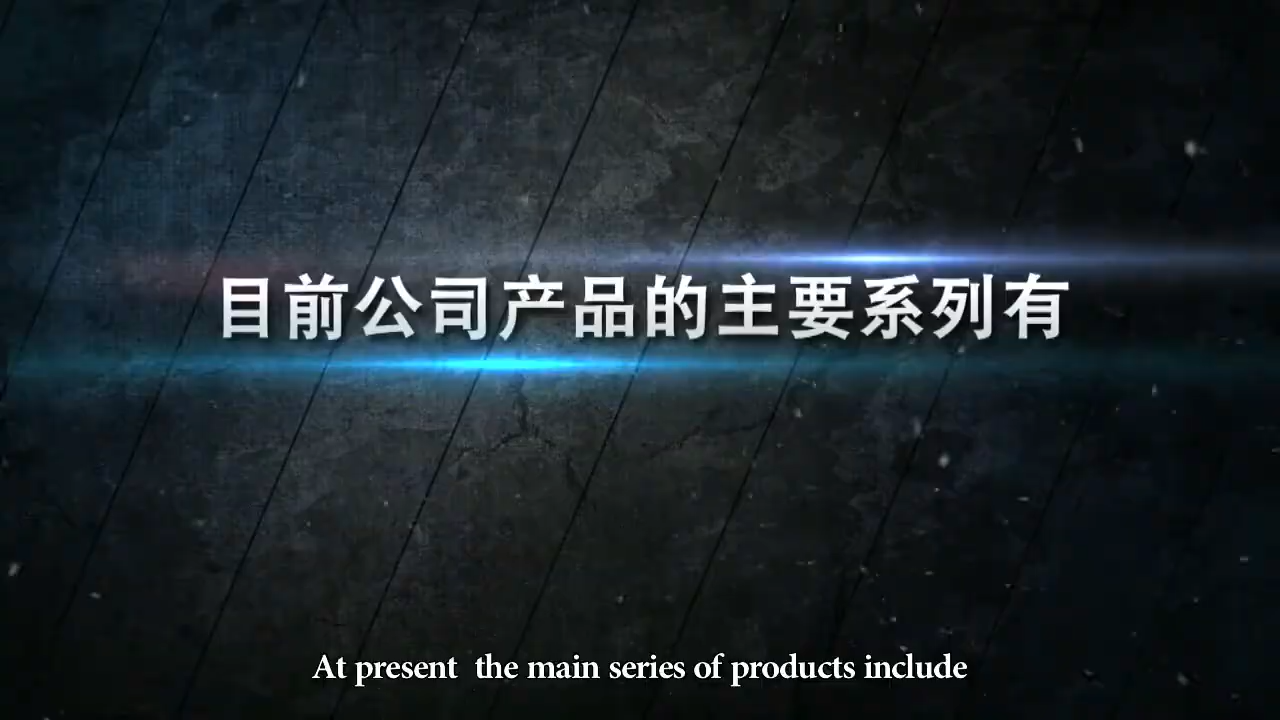 目前公司产品的主要系列有
At present  the main series of products include